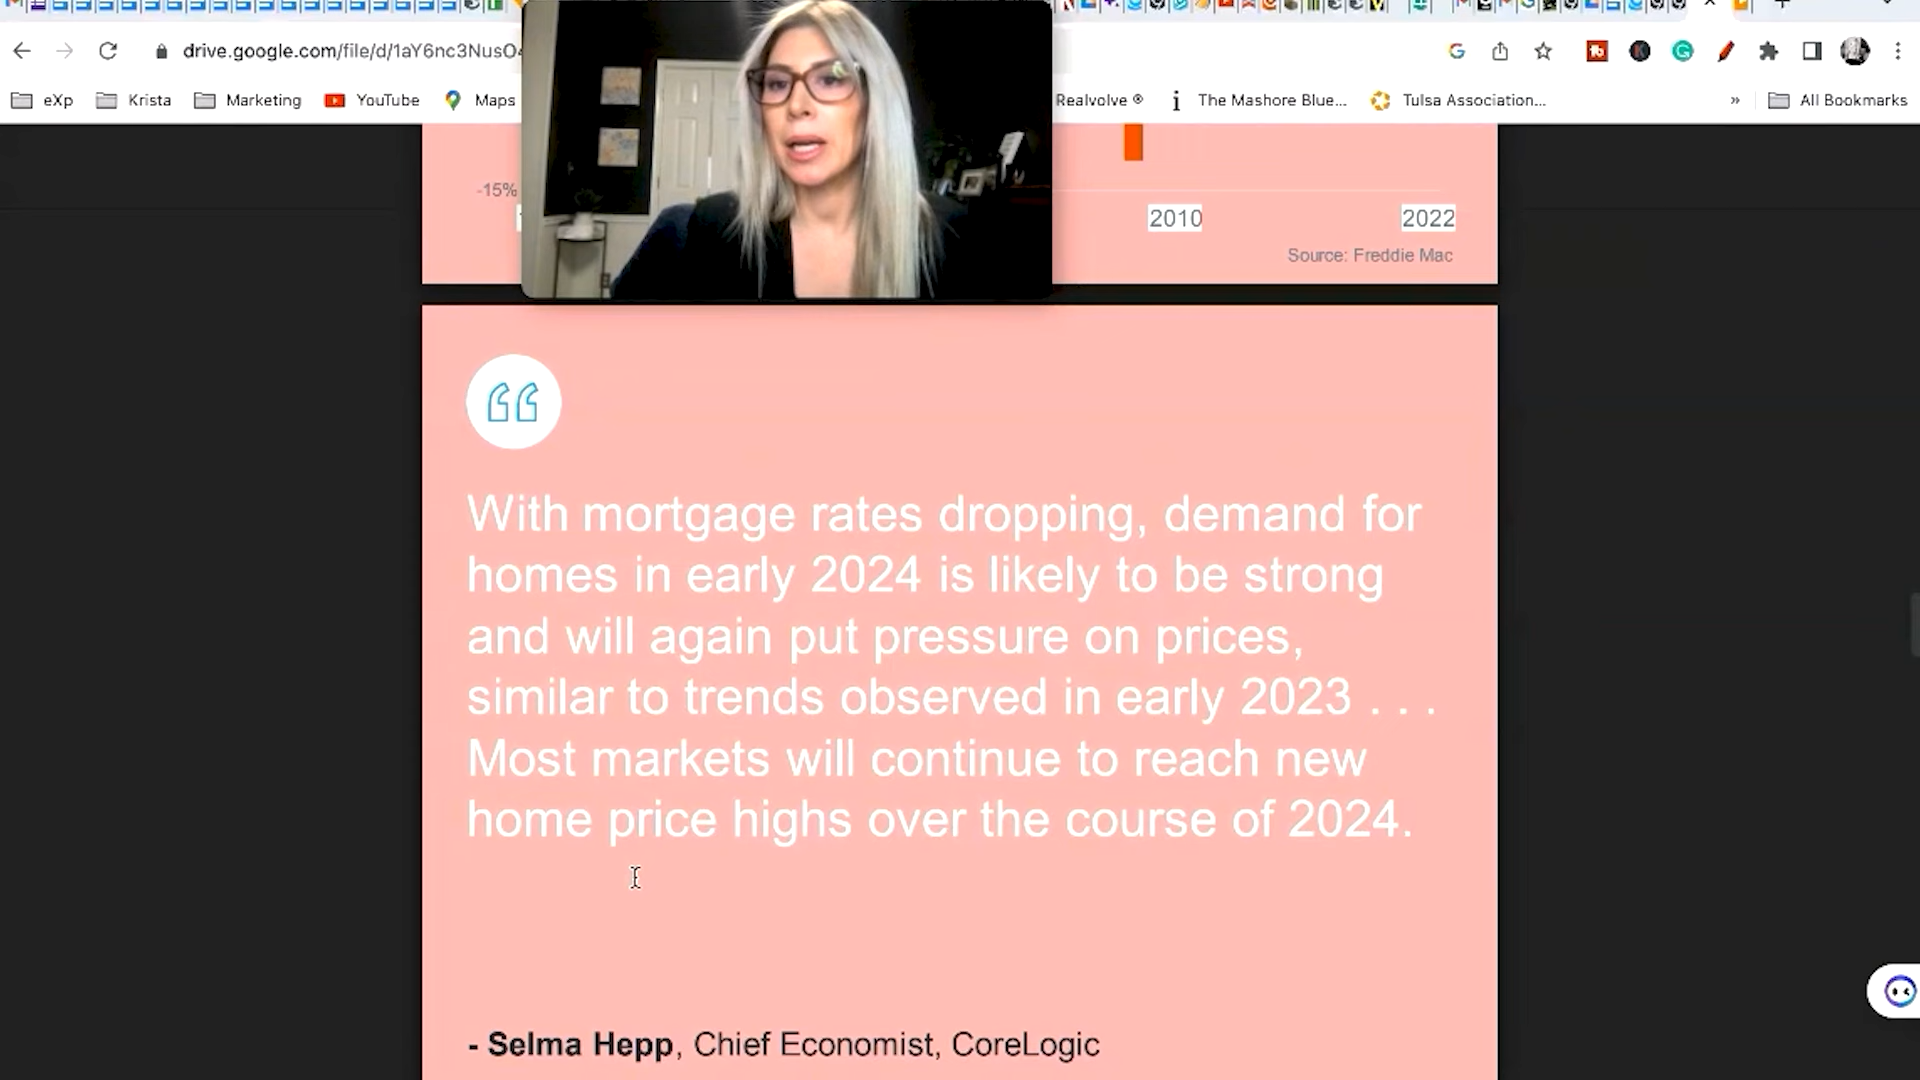 drive.google.com/file/d/1aY6nc3NusO
eXp
Krista
Marketing
YouTube
Maps
Realvolve ®
The Mashore Blue...
Tulsa Association...
»
All Bookmarks
-15%
2010
2022
Source: Freddie Mac
With mortgage rates dropping, demand for
homes in early 2024 is likely to be strong
and will again put pressure on prices,
similar to trends observed in early 2023 . . .
Most markets will continue to reach new
home price highs over the course of 2024.
- Selma Hepp, Chief Economist, CoreLogic